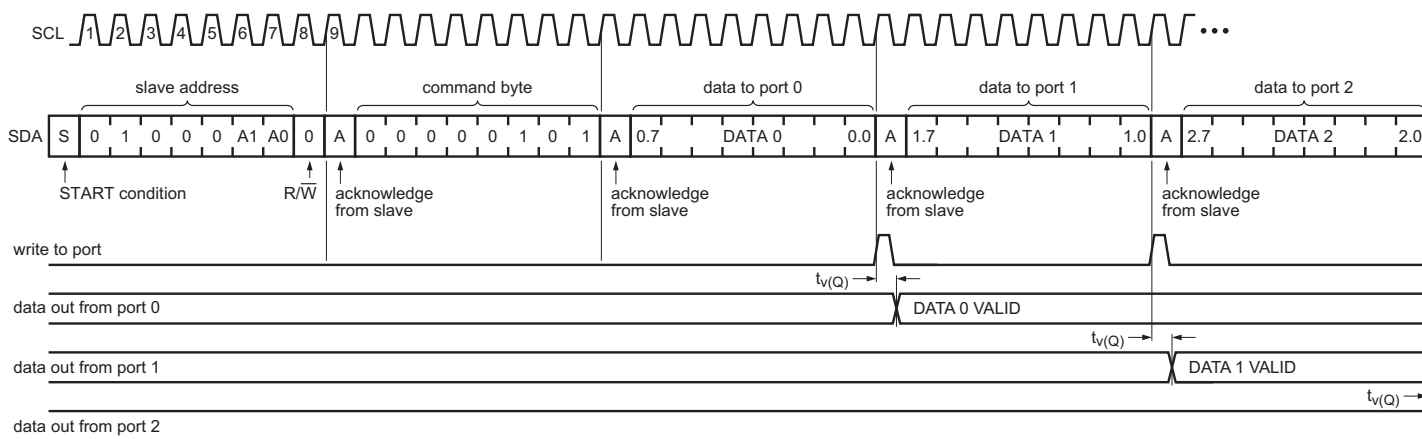 SCL 1 2 3 4 5 6 7 8 9 •••
slave address command byte data to port 0 data to port 1 data to port 2
SDA S 0 1 0 0 0 A1 A0 0 A 0 0 0 0 0 1 0 1 A 0.7 DATA 0 0.0 A 1.7 DATA 1 1.0 A 2.7 DATA 2 2.0
START condition R/W̅ acknowledge from slave acknowledge from slave acknowledge from slave acknowledge from slave
write to port
tv(Q)
data out from port 0 DATA 0 VALID
tv(Q)
data out from port 1 DATA 1 VALID
tv(Q)
data out from port 2